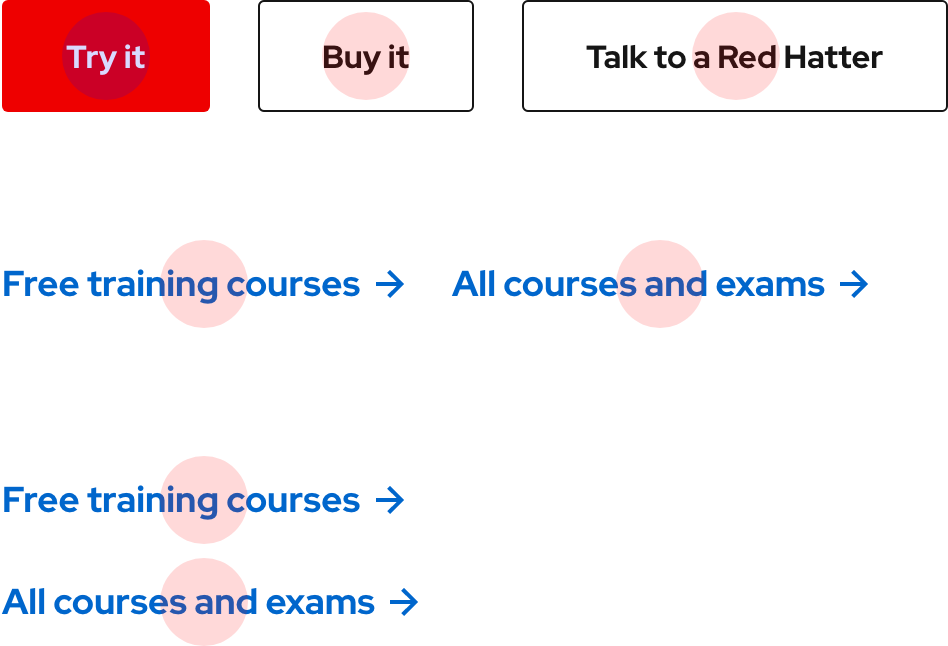 Try it Buy it Talk to a Red Hatter
Free training courses → All courses and exams →
Free training courses →
All courses and exams →